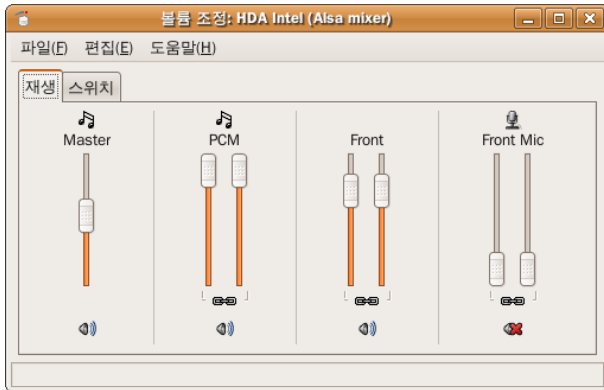 볼륨 조정: HDA Intel (Alsa mixer)
파일(F) 편집(E) 도움말(H)
재생 스위치
Master PCM Front Front Mic